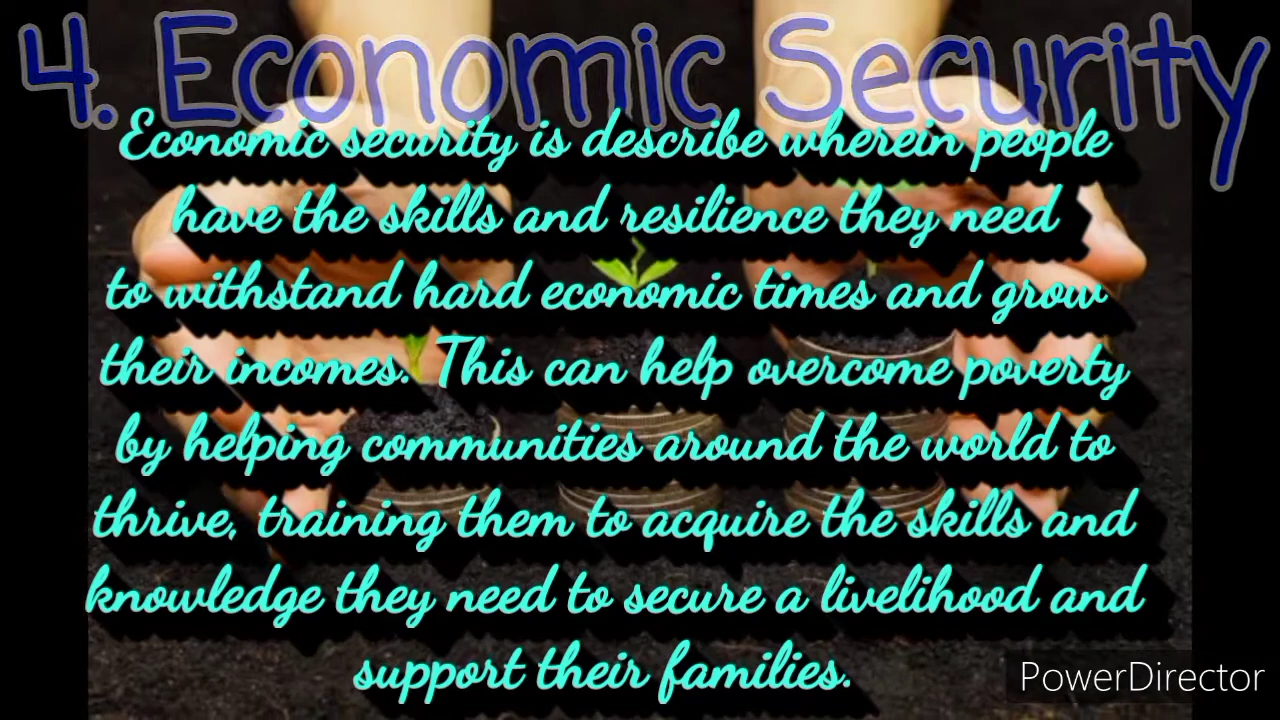 4. Economic Security
Economic security is describe wherein people
have the skills and resilience they need
to withstand hard economic times and grow
their incomes. This can help overcome poverty
by helping communities around the world to
thrive, training them to acquire the skills and
knowledge they need to secure a livelihood and
support their families.
PowerDirector